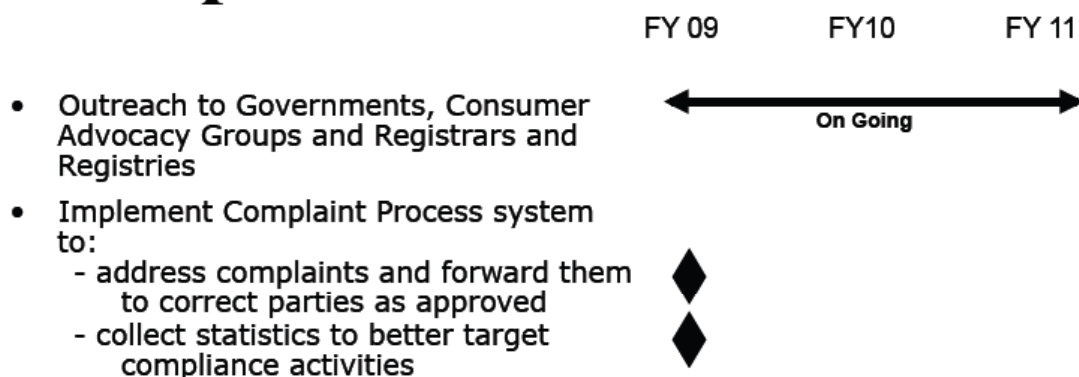 FY 09 FY10 FY 11
• Outreach to Governments, Consumer
Advocacy Groups and Registrars and
Registries
On Going
• Implement Complaint Process system
to:
- address complaints and forward them
to correct parties as approved
- collect statistics to better target
compliance activities